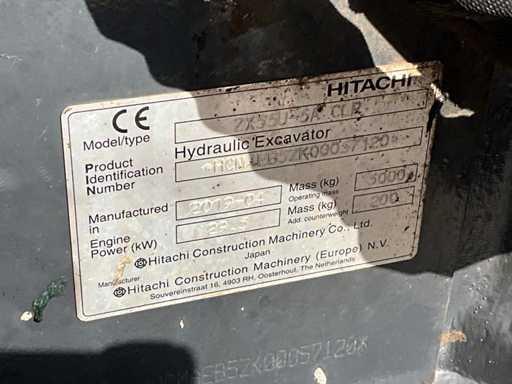 HITACHI
CE
Model/type ZX55U-5A CLR
Hydraulic Excavator
Product
Identification
Number
Manufactured
in
Mass (kg)
Operating mass
Engine
Power (kW)
Mass (kg) 200
Add. counterweight
Hitachi Construction Machinery Co., Ltd.
Japan
Manufacturer
Hitachi Construction Machinery (Europe) N.V.
Souvereinstraat 16, 4903 RH, Oosterhout, The Netherlands